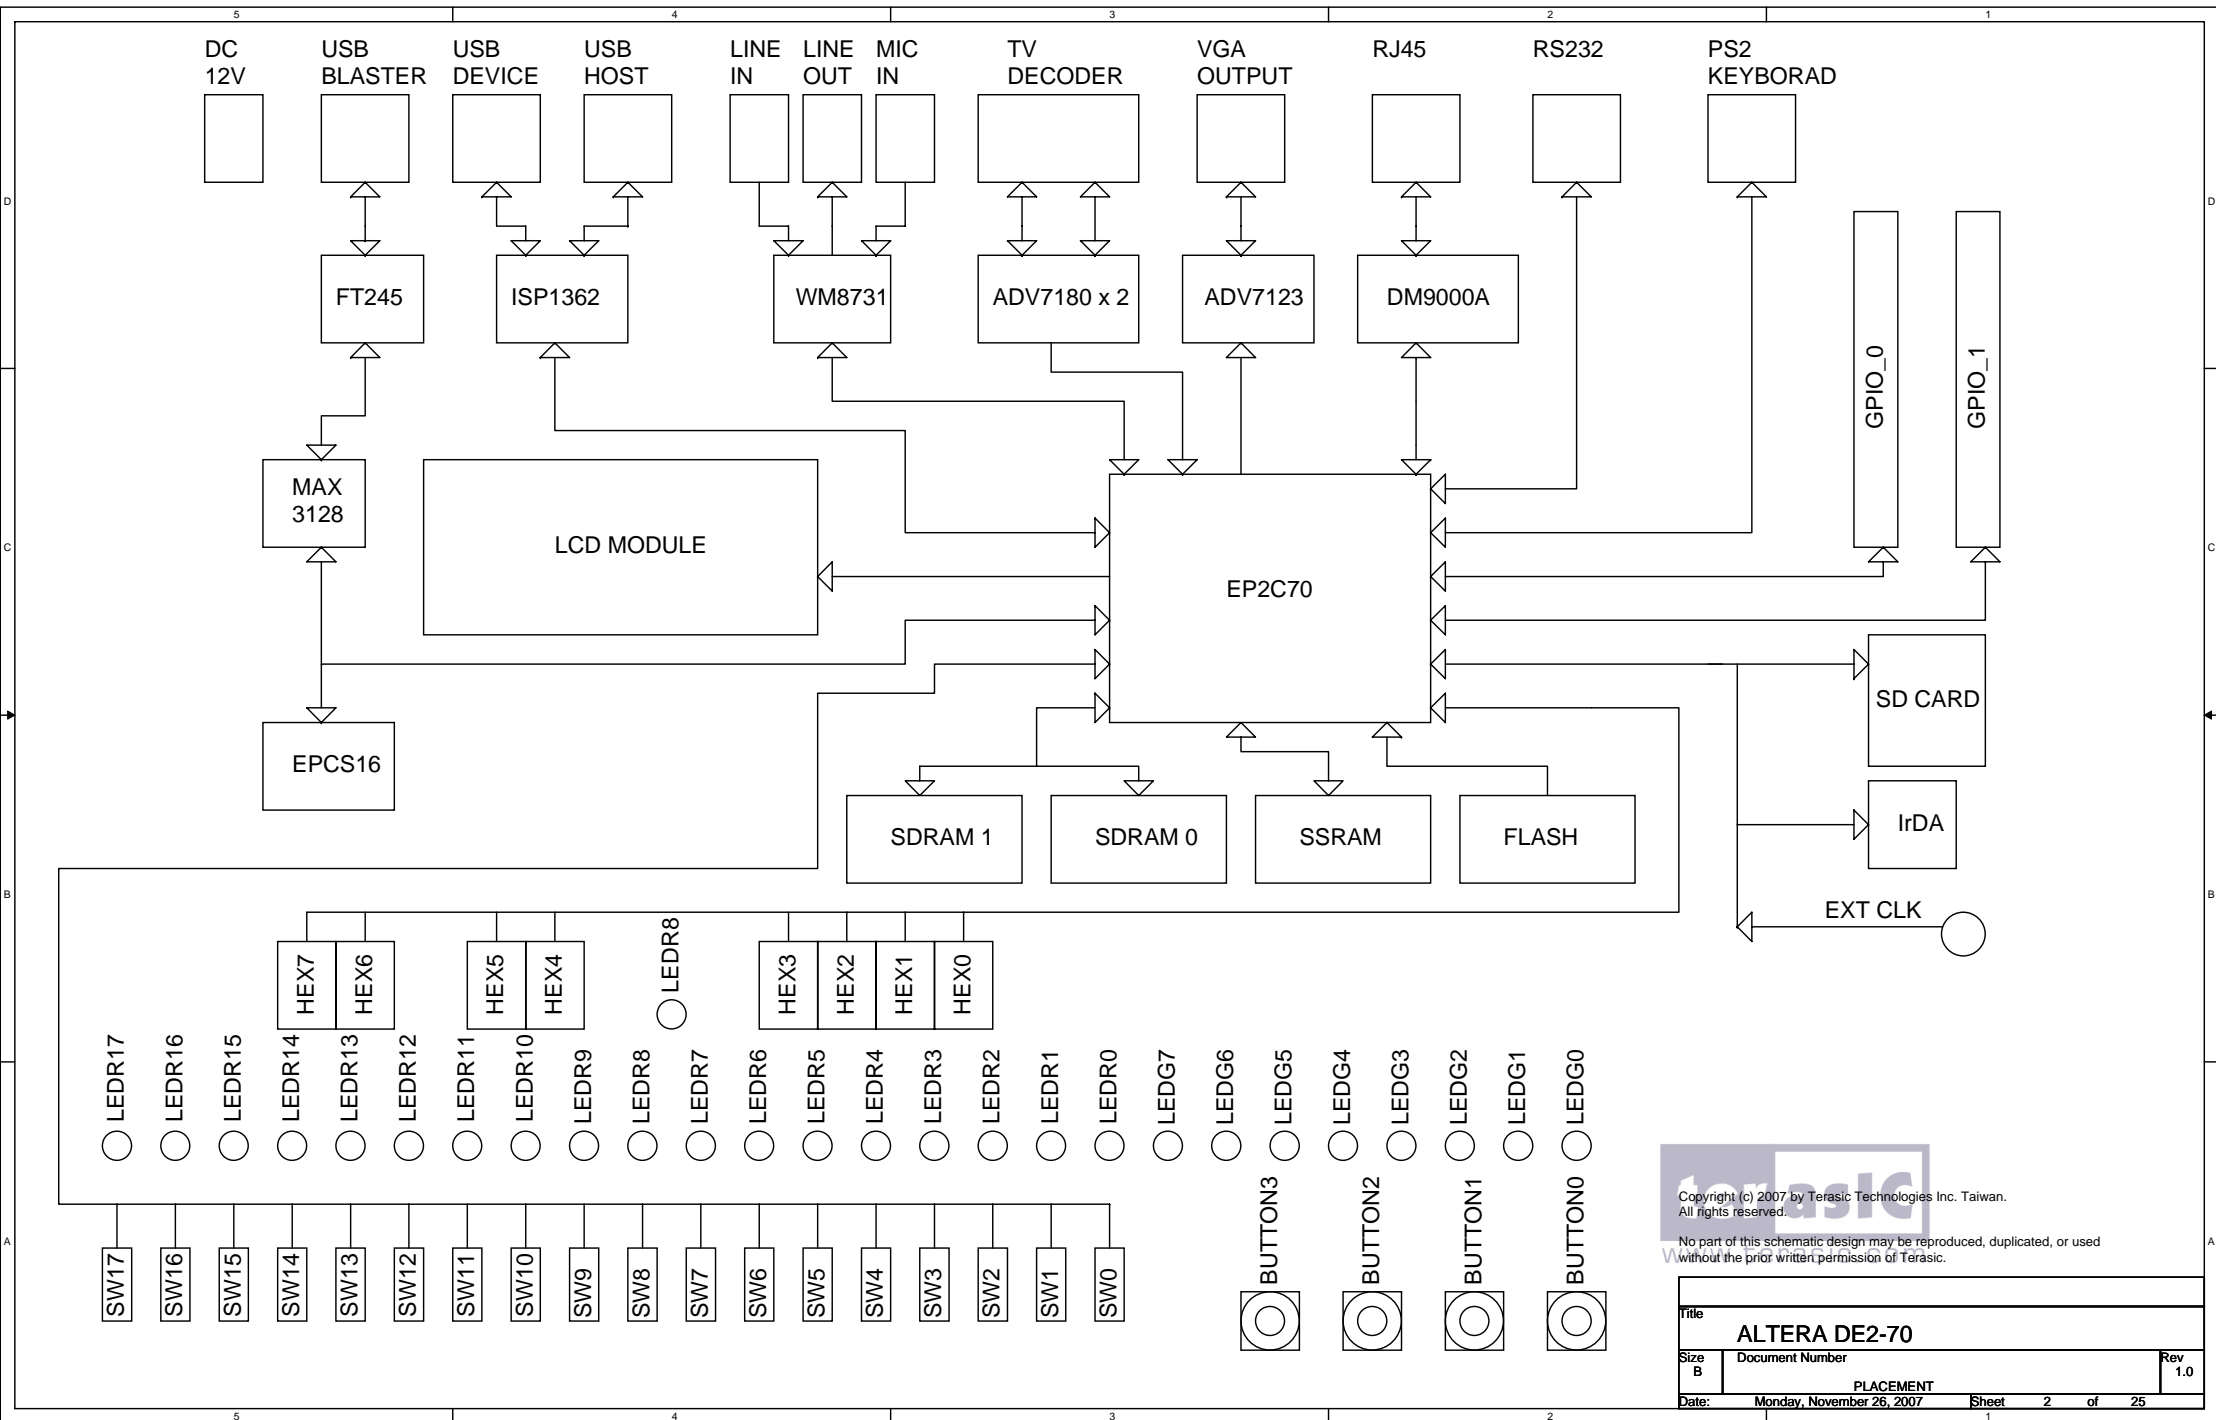 5 4 3 2 1
DC 12V
USB BLASTER
USB DEVICE
USB HOST
LINE IN
LINE OUT
MIC IN
TV DECODER
VGA OUTPUT
RJ45
RS232
PS2 KEYBORAD
D D
FT245
ISP1362
WM8731
ADV7180 x 2
ADV7123
DM9000A
GPIO_0
GPIO_1
MAX 3128
LCD MODULE
EP2C70
C C
SD CARD
EPCS16
SDRAM 1
SDRAM 0
SSRAM
FLASH
IrDA
B B
EXT CLK
HEX7
HEX6
HEX5
HEX4
LEDR8
HEX3
HEX2
HEX1
HEX0
LEDR17
LEDR16
LEDR15
LEDR14
LEDR13
LEDR12
LEDR11
LEDR10
LEDR9
LEDR8
LEDR7
LEDR6
LEDR5
LEDR4
LEDR3
LEDR2
LEDR1
LEDR0
LEDG7
LEDG6
LEDG5
LEDG4
LEDG3
LEDG2
LEDG1
LEDG0
BUTTON3
BUTTON2
BUTTON1
BUTTON0
A A
SW17
SW16
SW15
SW14
SW13
SW12
SW11
SW10
SW9
SW8
SW7
SW6
SW5
SW4
SW3
SW2
SW1
SW0
terasic
www.terasic.com
Copyright (c) 2007 by Terasic Technologies Inc. Taiwan.
All rights reserved.
No part of this schematic design may be reproduced, duplicated, or used
without the prior written permission of Terasic.
Title
ALTERA DE2-70
Size B
Document Number
PLACEMENT
Rev 1.0
Date: Monday, November 26, 2007 Sheet 2 of 25
5 4 3 2 1